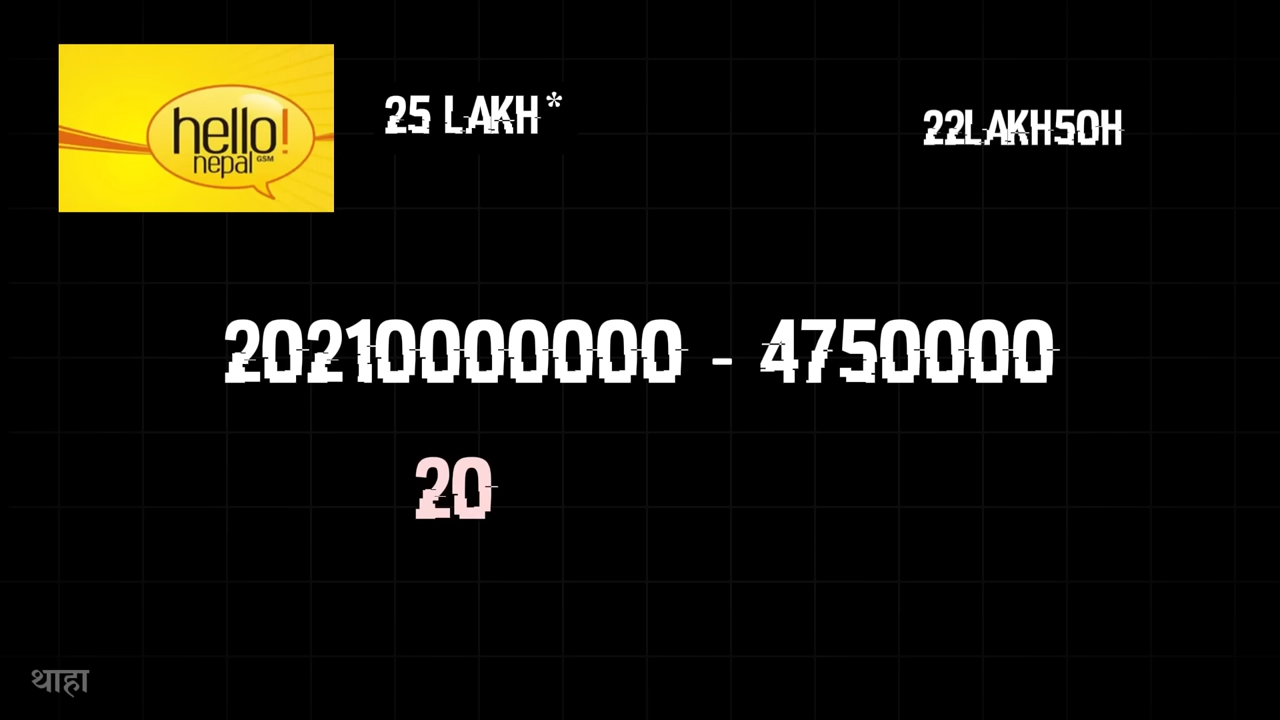 hello!
nepal GSM
25 LAKH*
22LAKH50H
20210000000 - 4750000
20
थाहा